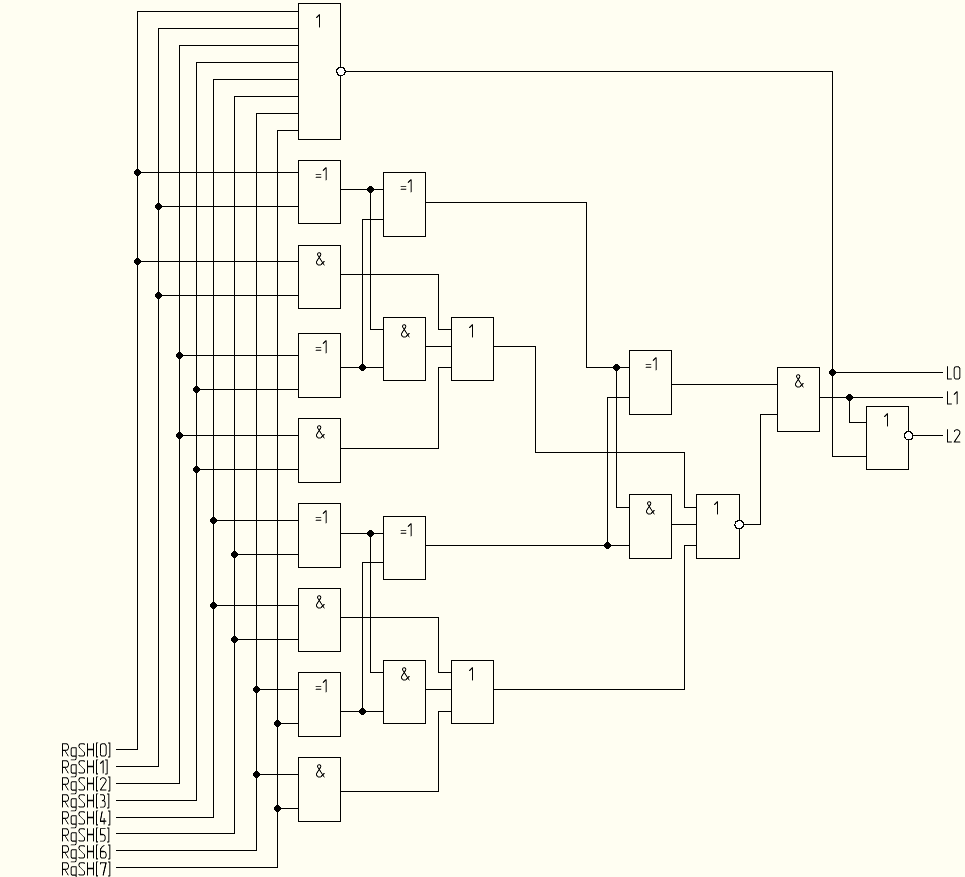 1
=1
=1
&
=1
&
1
=1
&
L0
L1
1
L2
&
=1
&
1
=1
=1
&
=1
&
1
RgSH[0]
RgSH[1]
RgSH[2]
RgSH[3]
RgSH[4]
RgSH[5]
RgSH[6]
RgSH[7]
&